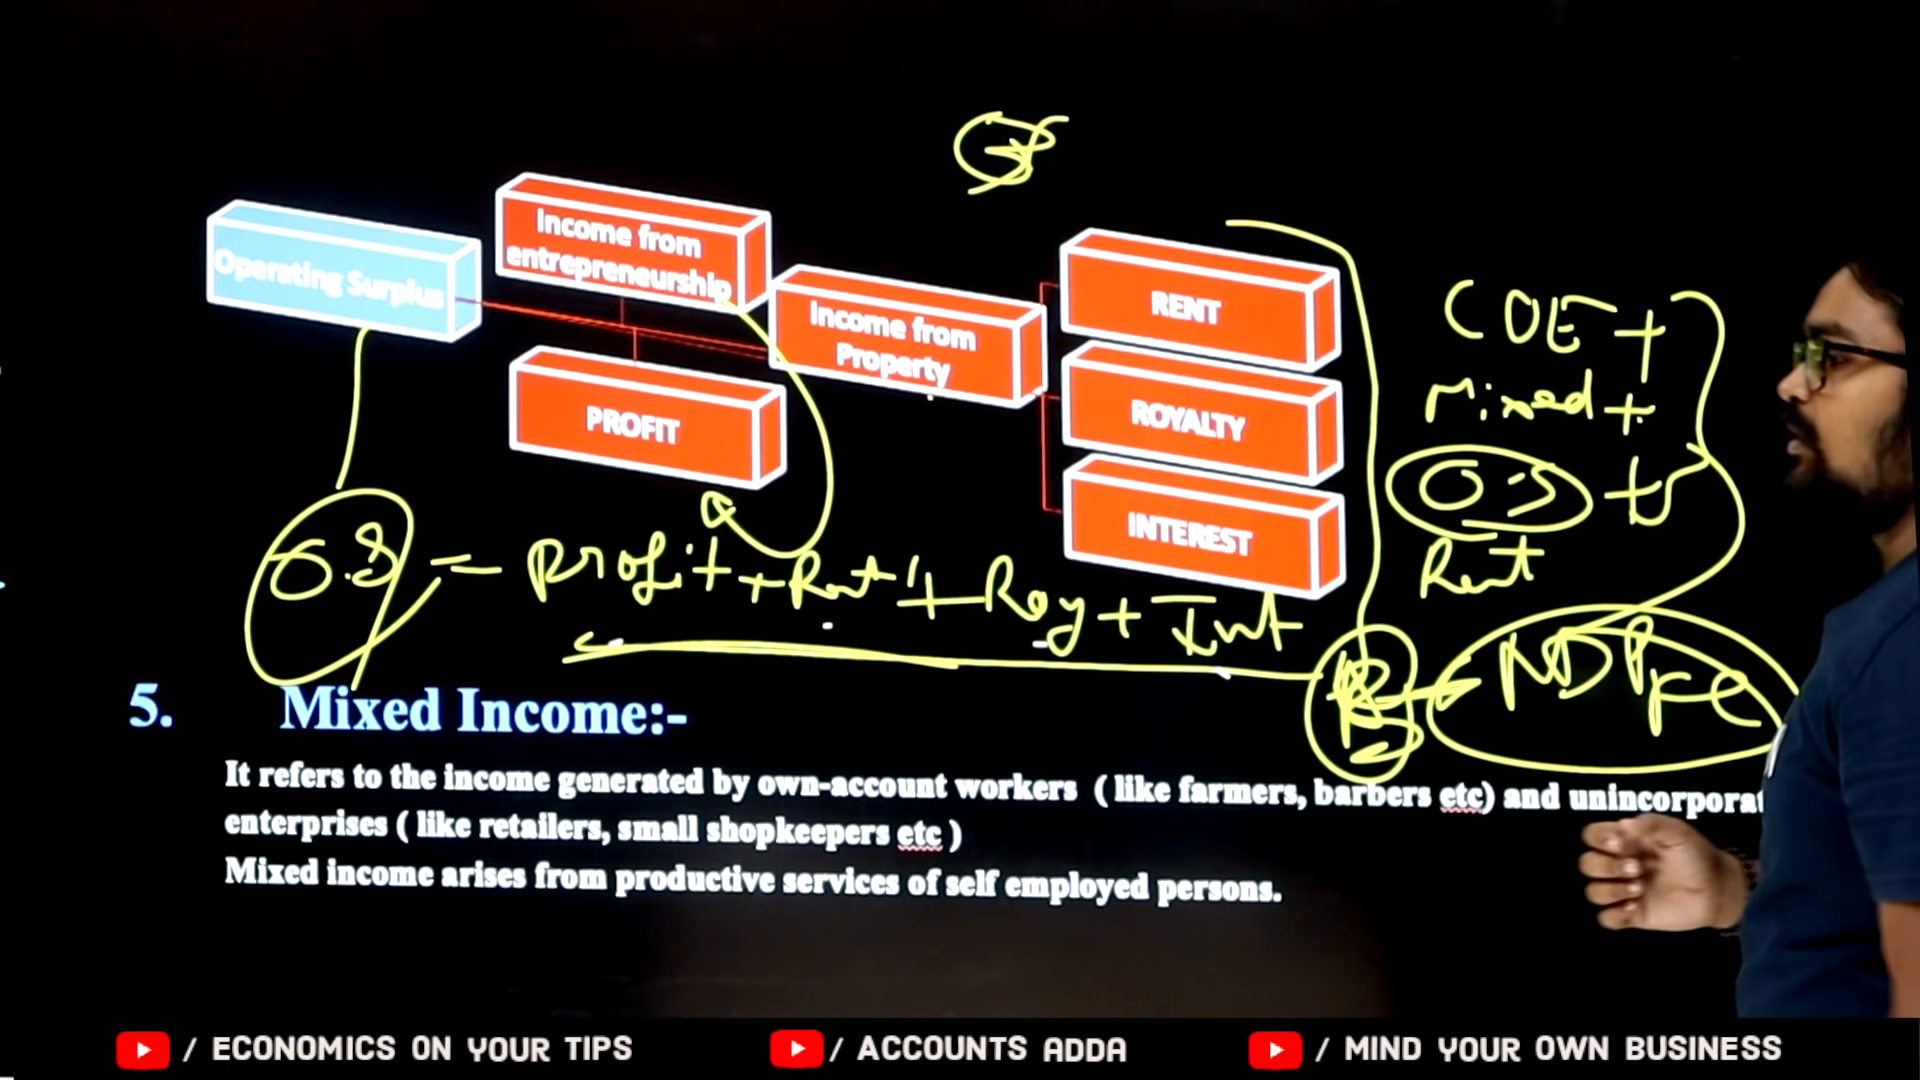 Operating Surplus
Income from
entrepreneurship
PROFIT
Income from
Property
RENT
ROYALTY
INTEREST
COE +
Mixed +
O.S +
Rent
O.S = Profit + Rent + Roy + Int
NDPFC
5. Mixed Income:-
It refers to the income generated by own-account workers ( like farmers, barbers etc) and unincorporat
enterprises ( like retailers, small shopkeepers etc )
Mixed income arises from productive services of self employed persons.
/ ECONOMICS ON YOUR TIPS
/ ACCOUNTS ADDA
/ MIND YOUR OWN BUSINESS